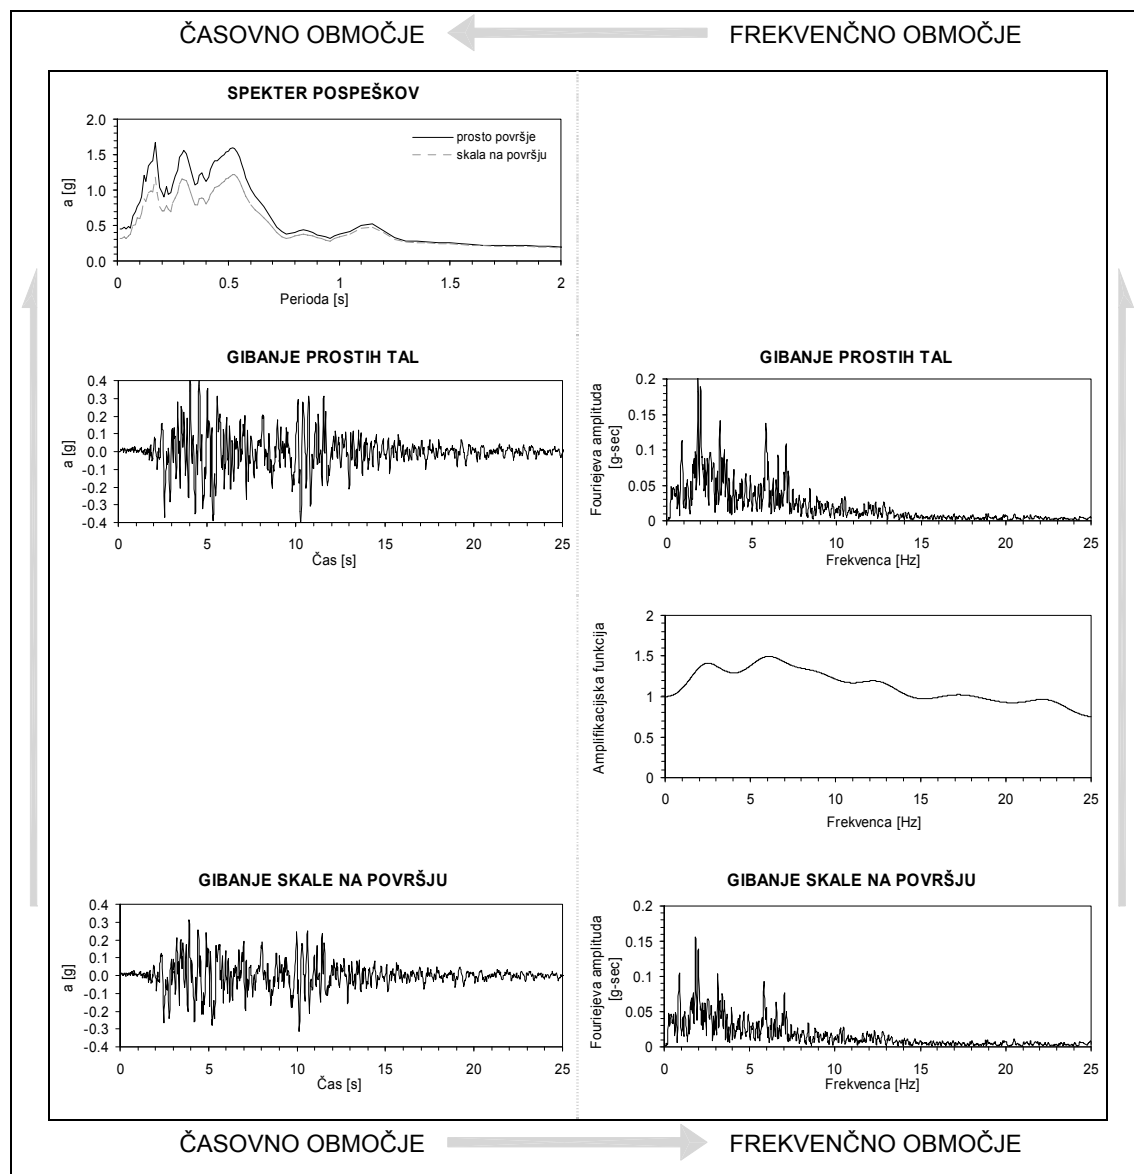 ČASOVNO OBMOČJE FREKVENČNO OBMOČJE
SPEKTER POSPEŠKOV
2.0
1.5
1.0
0.5
0.0
a [g]
prosto površje
skala na površju
0 0.5 1 1.5 2
Perioda [s]
GIBANJE PROSTIH TAL
0.4
0.3
0.2
0.1
0.0
-0.1
-0.2
-0.3
-0.4
a [g]
0 5 10 15 20 25
Čas [s]
GIBANJE PROSTIH TAL
0.2
0.15
0.1
0.05
0
Fouriejeva amplituda
[g-sec]
0 5 10 15 20 25
Frekvenca [Hz]
2
1.5
1
0.5
0
Amplifikacijska funkcija
0 5 10 15 20 25
Frekvenca [Hz]
GIBANJE SKALE NA POVRŠJU
0.4
0.3
0.2
0.1
0.0
-0.1
-0.2
-0.3
-0.4
a [g]
0 5 10 15 20 25
Čas [s]
GIBANJE SKALE NA POVRŠJU
0.2
0.15
0.1
0.05
0
Fouriejeva amplituda
[g-sec]
0 5 10 15 20 25
Frekvenca [Hz]
ČASOVNO OBMOČJE FREKVENČNO OBMOČJE